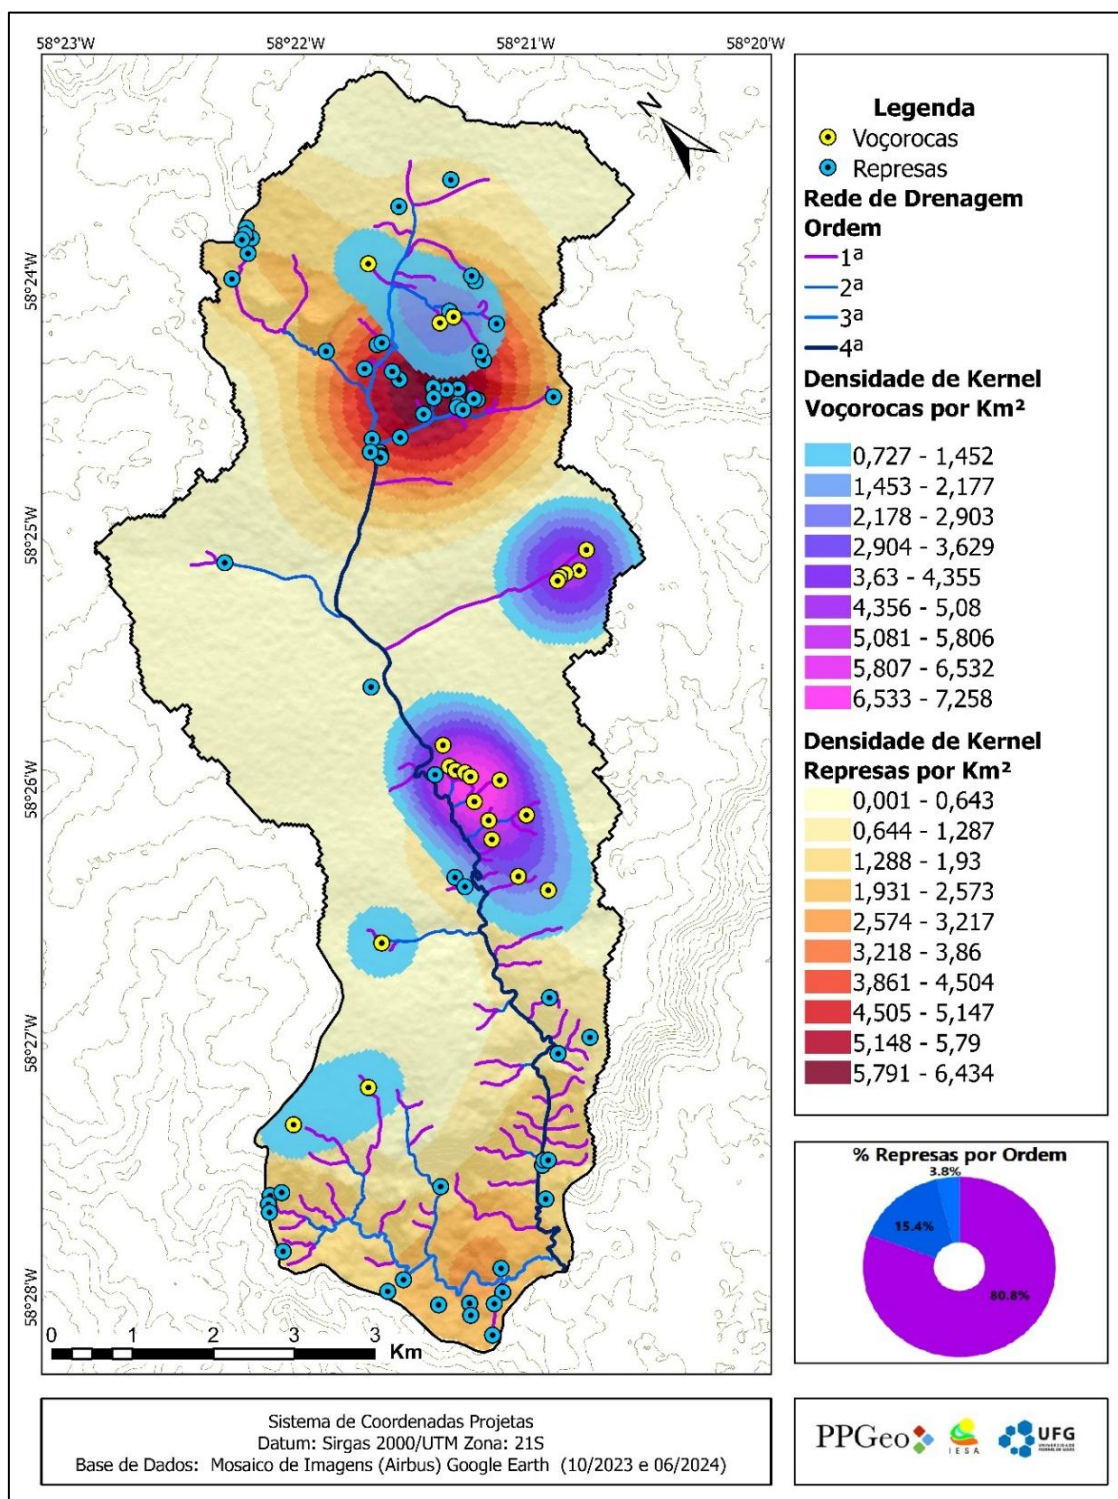 58°23'W 58°22'W 58°21'W 58°20'W
58°24'W
58°25'W
58°26'W
58°27'W
58°28'W
N
Legenda
Voçorocas
Represas
Rede de Drenagem
Ordem
1ª
2ª
3ª
4ª
Densidade de Kernel
Voçorocas por Km²
0,727 - 1,452
1,453 - 2,177
2,178 - 2,903
2,904 - 3,629
3,63 - 4,355
4,356 - 5,08
5,081 - 5,806
5,807 - 6,532
6,533 - 7,258
Densidade de Kernel
Represas por Km²
0,001 - 0,643
0,644 - 1,287
1,288 - 1,93
1,931 - 2,573
2,574 - 3,217
3,218 - 3,86
3,861 - 4,504
4,505 - 5,147
5,148 - 5,79
5,791 - 6,434
% Represas por Ordem
3.8%
15.4%
80.8%
0 1 2 3 3
Km
Sistema de Coordenadas Projetas
Datum: Sirgas 2000/UTM Zona: 21S
Base de Dados: Mosaico de Imagens (Airbus) Google Earth (10/2023 e 06/2024)
PPGeo
IESA
UFG
UNIVERSIDADE
FEDERAL DE GOIÁS